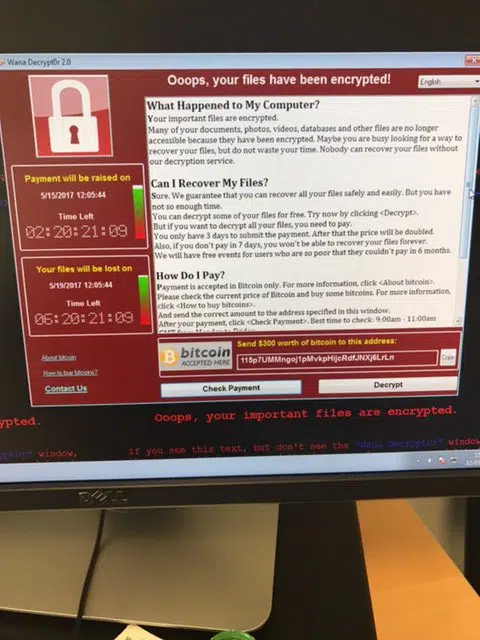 Wana Decrypt0r 2.0
Ooops, your files have been encrypted!
English
What Happened to My Computer?
Your important files are encrypted.
Many of your documents, photos, videos, databases and other files are no longer
accessible because they have been encrypted. Maybe you are busy looking for a way to
recover your files, but do not waste your time. Nobody can recover your files without
our decryption service.
Can I Recover My Files?
Sure. We guarantee that you can recover all your files safely and easily. But you have
not so enough time.
You can decrypt some of your files for free. Try now by clicking <Decrypt>.
But if you want to decrypt all your files, you need to pay.
You only have 3 days to submit the payment. After that the price will be doubled.
Also, if you don't pay in 7 days, you won't be able to recover your files forever.
We will have free events for users who are so poor that they couldn't pay in 6 months.
How Do I Pay?
Payment is accepted in Bitcoin only. For more information, click <About bitcoin>.
Please check the current price of Bitcoin and buy some bitcoins. For more information,
click <How to buy bitcoins>.
And send the correct amount to the address specified in this window.
After your payment, click <Check Payment>. Best time to check: 9:00am - 11:00am
GMT from Monday to Friday.
Payment will be raised on
5/15/2017 12:05:44
Time Left
02:20:21:09
Your files will be lost on
5/19/2017 12:05:44
Time Left
06:20:21:09
About bitcoin
How to buy bitcoins?
Contact Us
bitcoin
ACCEPTED HERE
Send $300 worth of bitcoin to this address:
115p7UMMngoj1pMvkpHijcRdfJNXj6LrLn
Copy
Check Payment
Decrypt
ypted.
Ooops, your important files are encrypted.
yptor" window,
If you see this text, but don't see the "Wana Decryptor" window
DELL